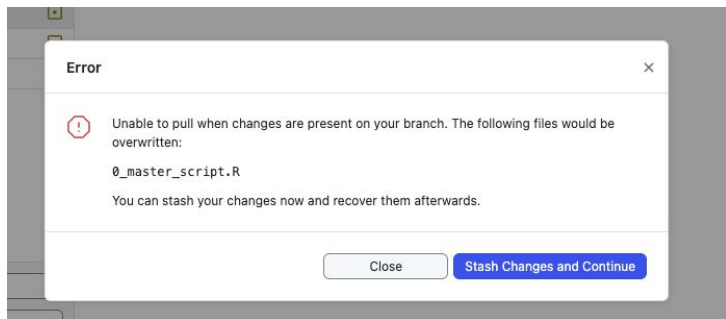 Error
Unable to pull when changes are present on your branch. The following files would be
overwritten:
0_master_script.R
You can stash your changes now and recover them afterwards.
Close
Stash Changes and Continue